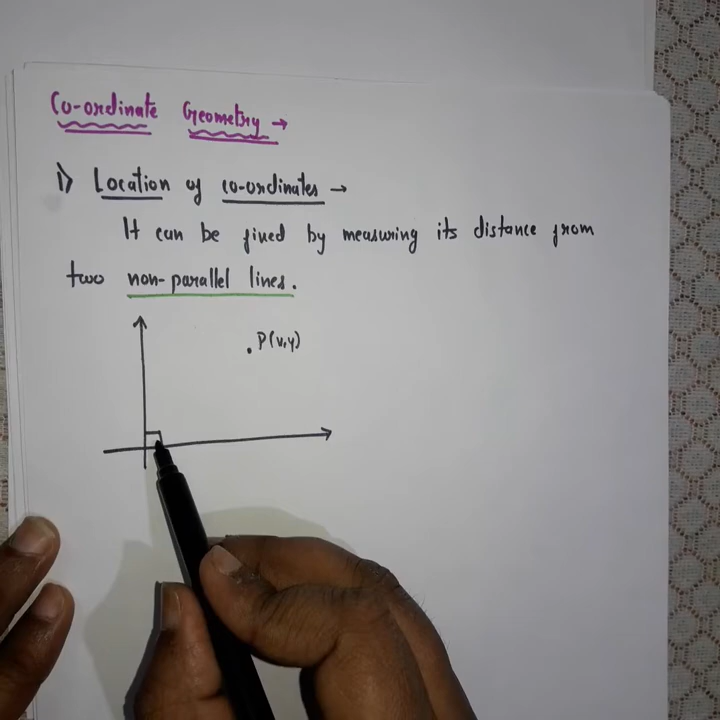 Co-ordinate Geometry →
i) Location of co-ordinates →
It can be fixed by measuring its distance from
two non-parallel lines.
P(x,y)